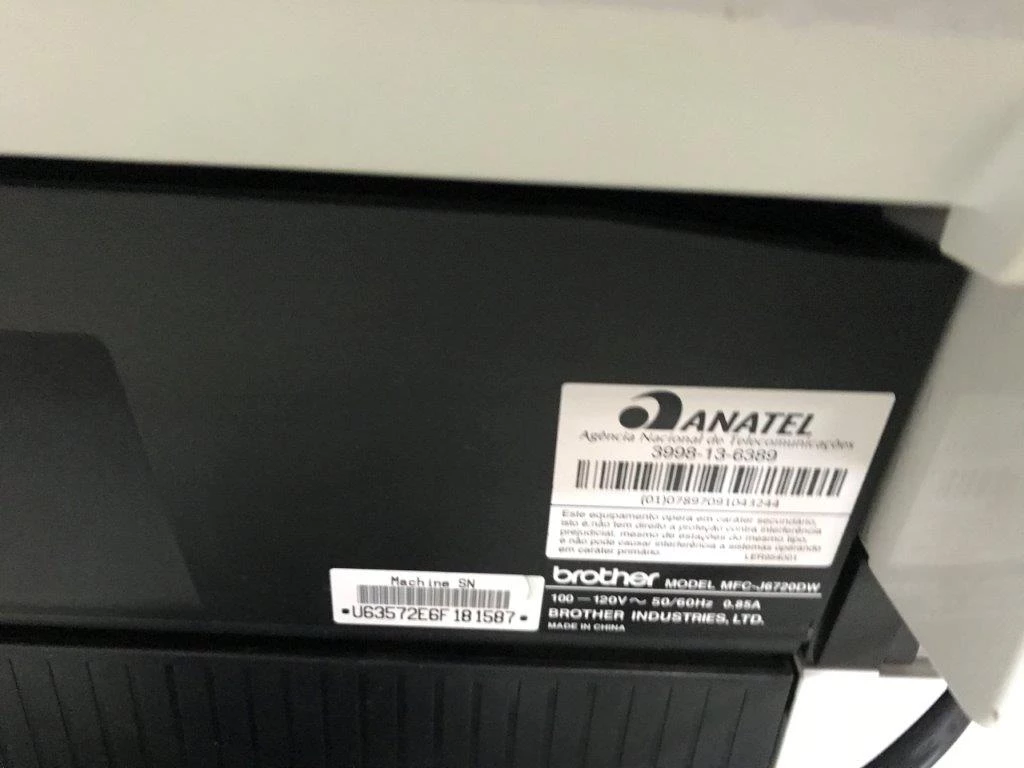 ANATEL
Agência Nacional de Telecomunicações
3998-13-6389
(01)07897091043244
Este equipamento opera em caráter secundário,
isto é, não tem direito a proteção contra interferência
prejudicial, mesmo de estações do mesmo tipo,
e não pode causar interferência a sistemas operando
em caráter primário.
Machine SN
•U63572E6F181587•
brother MODEL MFC-J6720DW
100-120V~ 50/60Hz 0.85A
BROTHER INDUSTRIES, LTD.
MADE IN CHINA